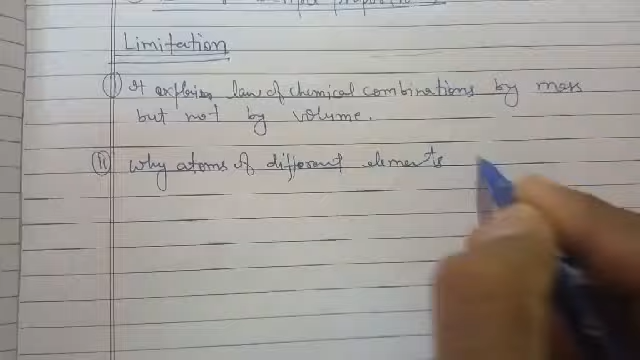 Limitation
(i) It explains law of chemical combinations by mass
but not by volume.
(ii) Why atoms of different elements